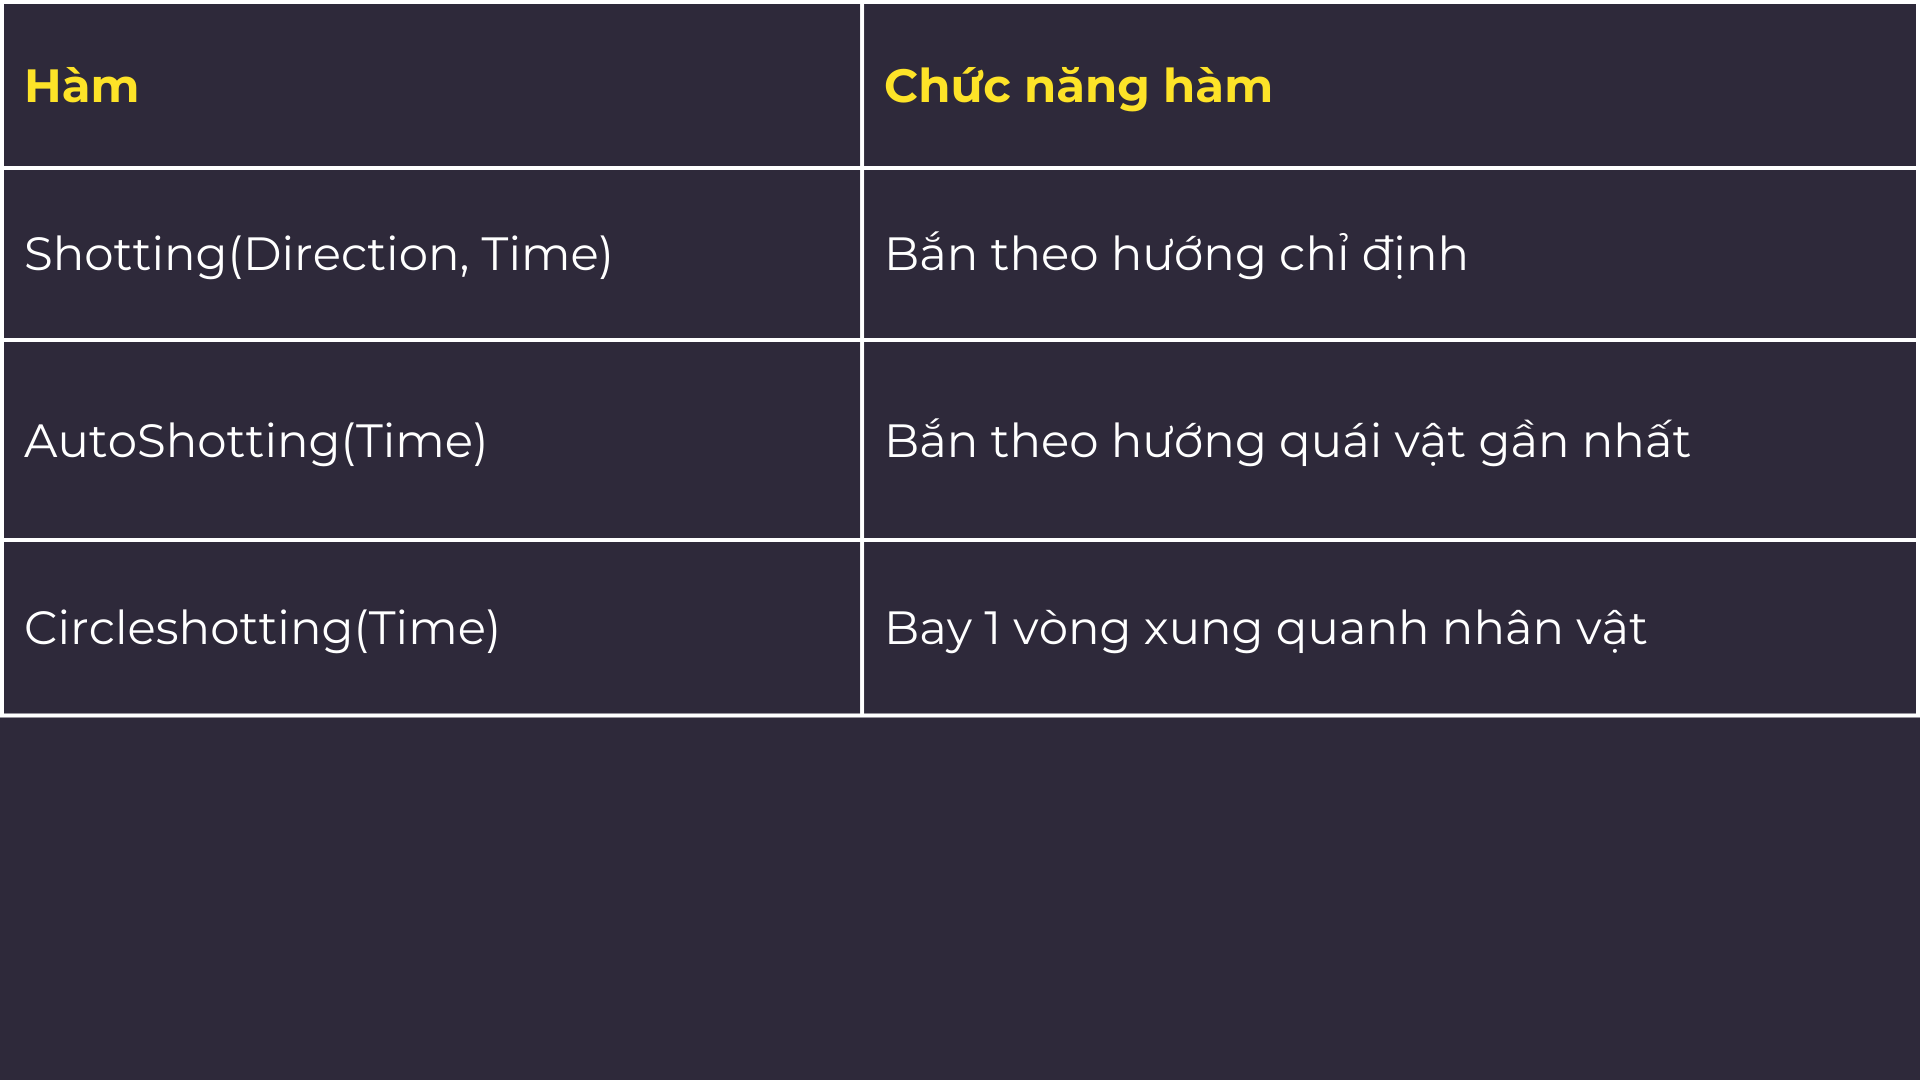 Hàm
Chức năng hàm
Shotting(Direction, Time)
Bắn theo hướng chỉ định
AutoShotting(Time)
Bắn theo hướng quái vật gần nhất
Circleshotting(Time)
Bay 1 vòng xung quanh nhân vật